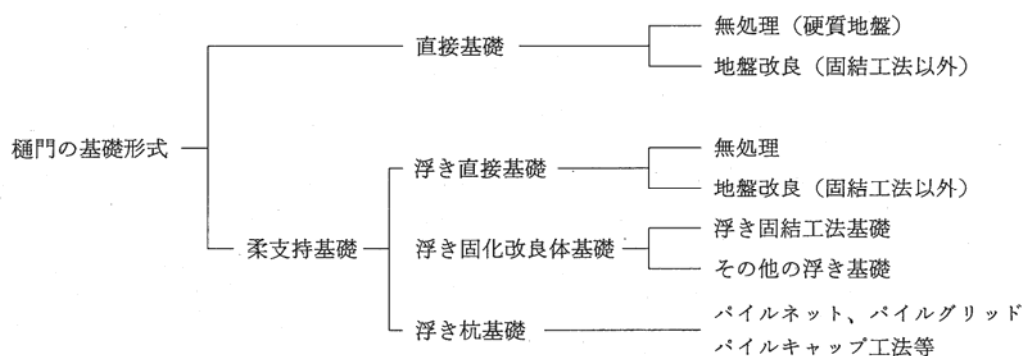 無処理（硬質地盤）
直接基礎
地盤改良（固結工法以外）
樋門の基礎形式
無処理
浮き直接基礎
地盤改良（固結工法以外）
浮き固結工法基礎
柔支持基礎
浮き固化改良体基礎
その他の浮き基礎
浮き杭基礎
パイルネット、パイルグリッド
パイルキャップ工法等